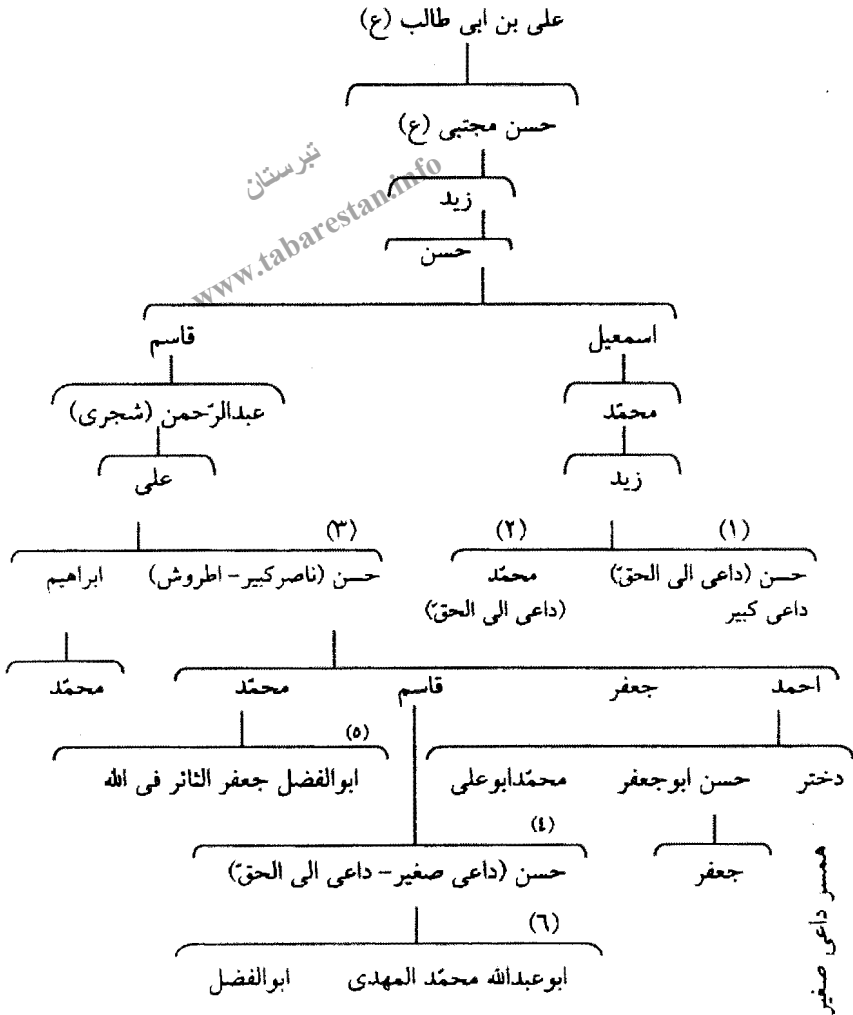 علی بن ابی طالب (ع)
حسن مجتبی (ع)
تبرستان
www.tabarestan.info
زید
حسن
اسمعیل قاسم
محمّد عبدالرّحمن (شجری)
زید علی
(۱) (۲) (۳)
حسن (داعی الی الحقّ) محمّد حسن (ناصرکبیر – اطروش) ابراهیم
داعی کبیر (داعی الی الحقّ)
احمد جعفر قاسم محمّد محمّد
(۵)
دختر حسن ابوجعفر محمّدابوعلی ابوالفضل جعفر الثائر فی الله
(٤)
همسر داعی صغیر
جعفر حسن (داعی صغیر – داعی الی الحقّ)
(۶)
ابوعبدالله محمّد المهدی ابوالفضل